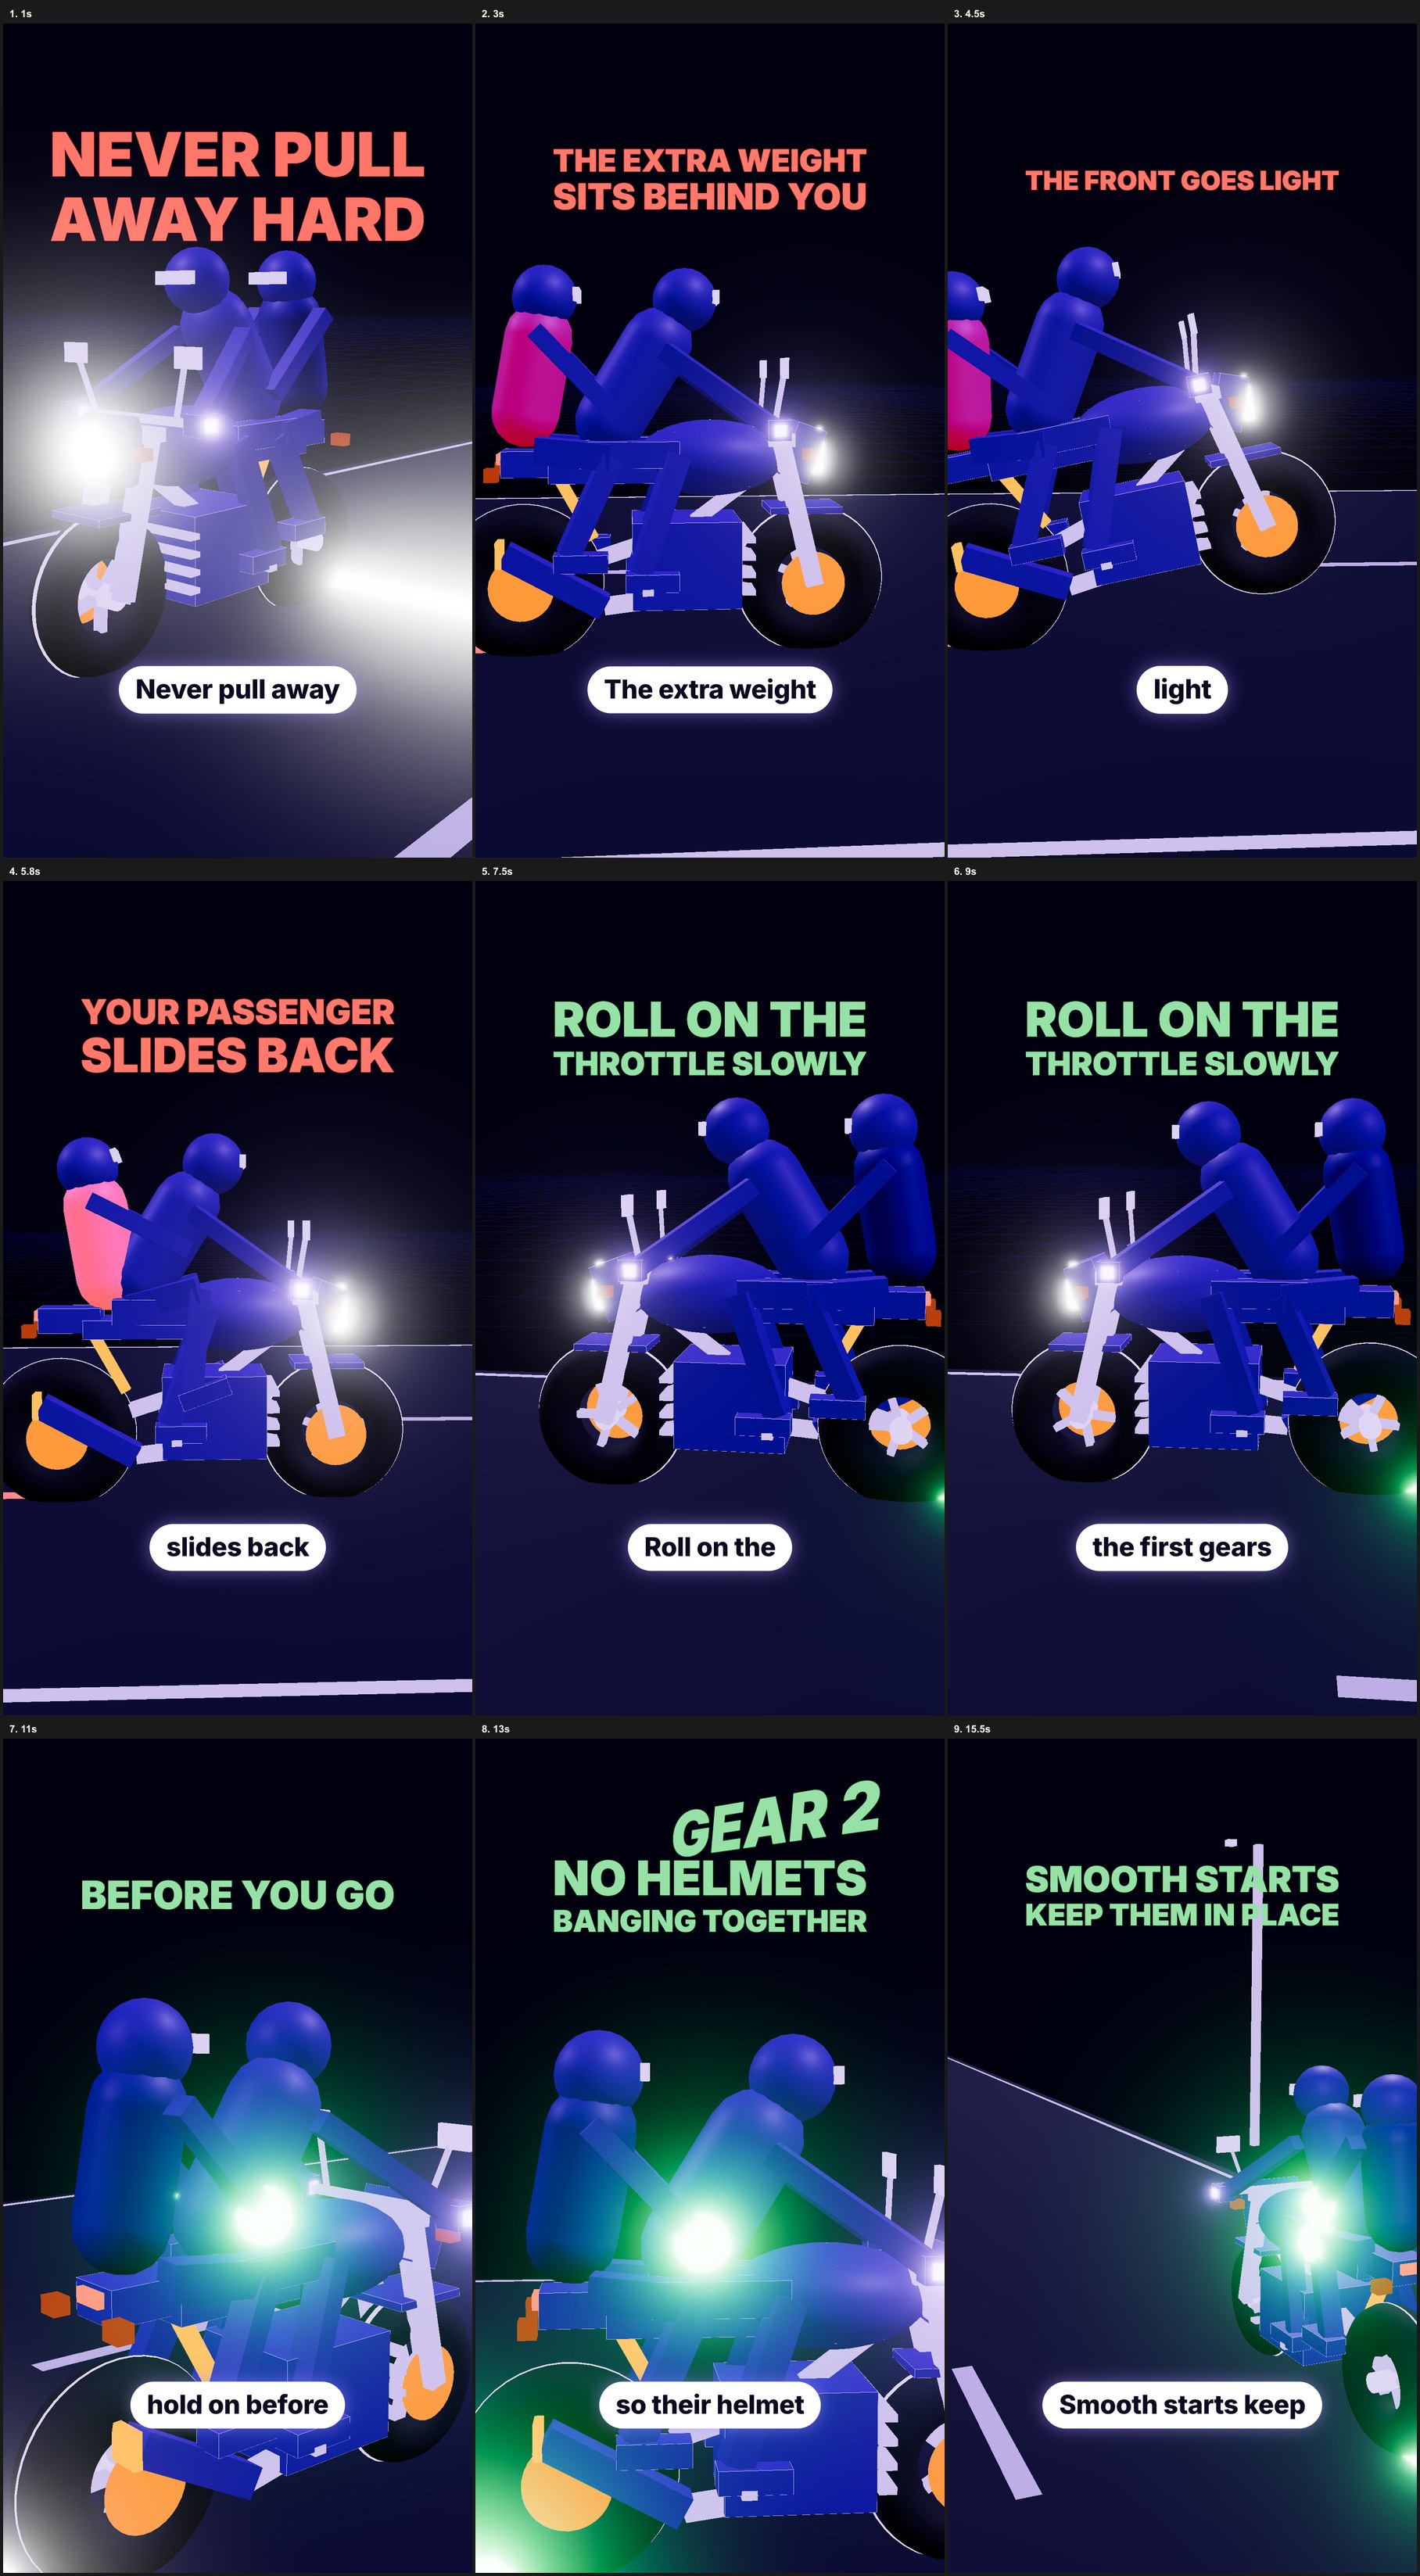 1. 1s
NEVER PULL
AWAY HARD
Never pull away
2. 3s
THE EXTRA WEIGHT
SITS BEHIND YOU
The extra weight
3. 4.5s
THE FRONT GOES LIGHT
light
4. 5.8s
YOUR PASSENGER
SLIDES BACK
slides back
5. 7.5s
ROLL ON THE
THROTTLE SLOWLY
Roll on the
6. 9s
ROLL ON THE
THROTTLE SLOWLY
the first gears
7. 11s
BEFORE YOU GO
hold on before
8. 13s
GEAR 2
NO HELMETS
BANGING TOGETHER
so their helmet
9. 15.5s
SMOOTH STARTS
KEEP THEM IN PLACE
Smooth starts keep